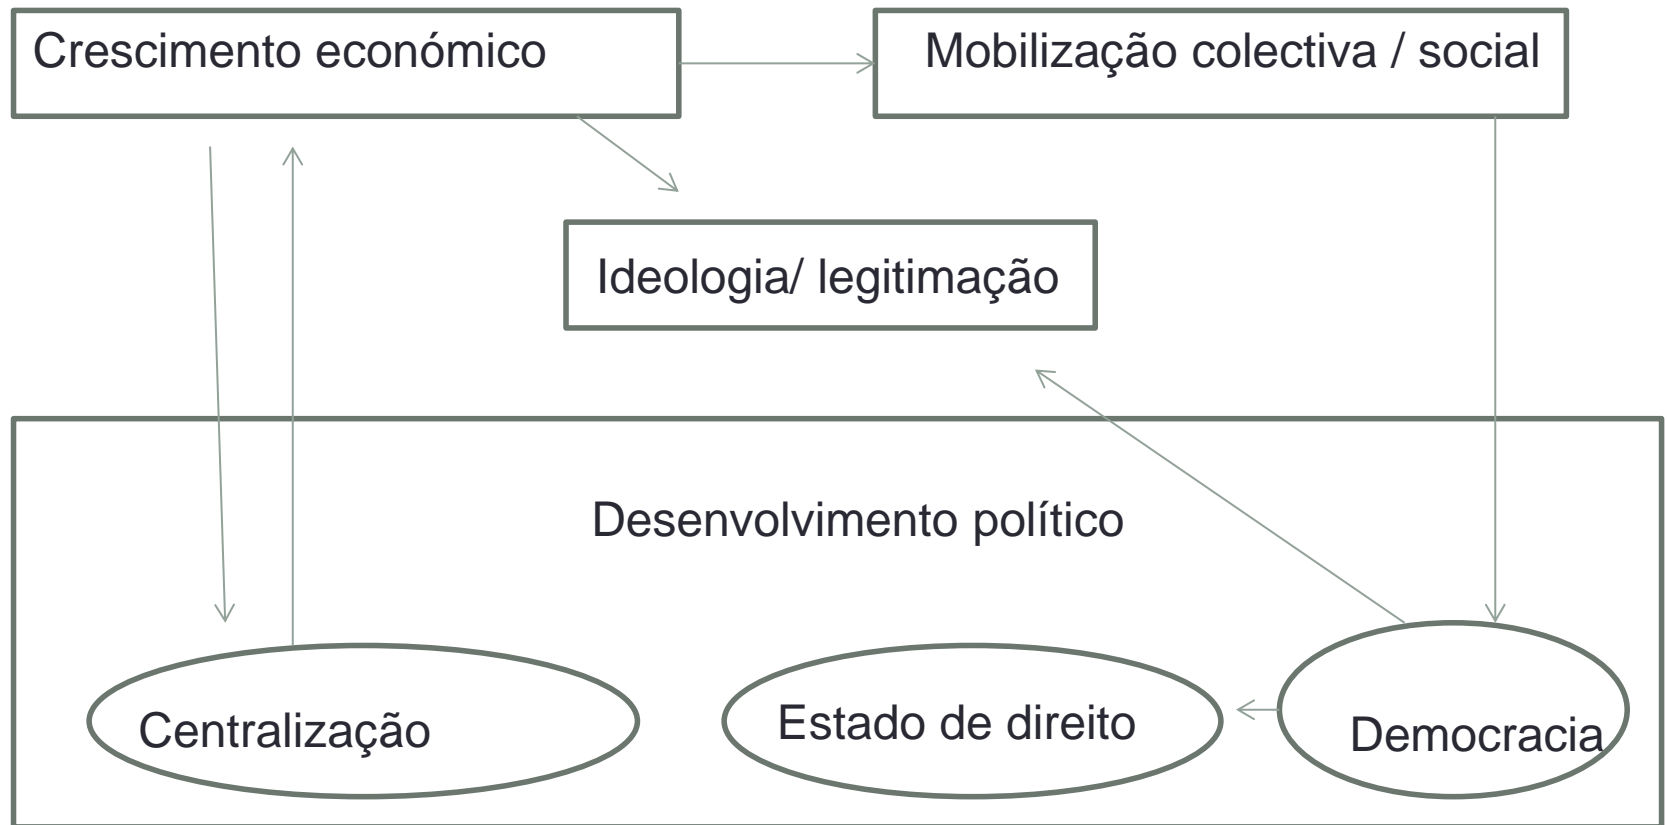 Crescimento económico
Mobilização colectiva / social
Ideologia/ legitimação
Desenvolvimento político
Centralização
Estado de direito
Democracia